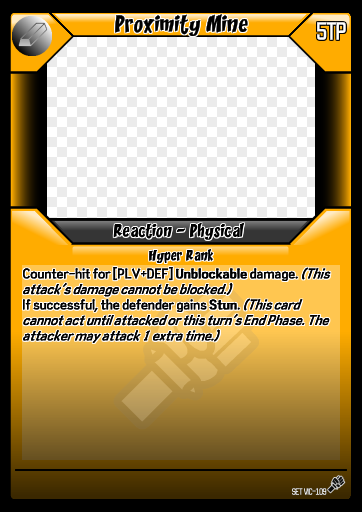 Proximity Mine
5TP
Reaction - Physical
Hyper Rank
Counter-hit for [PLV+DEF] Unblockable damage. (This
attack's damage cannot be blocked.)
If successful, the defender gains Stun. (This card
cannot act until attacked or this turn's End Phase. The
attacker may attack 1 extra time.)
SET VIC-109